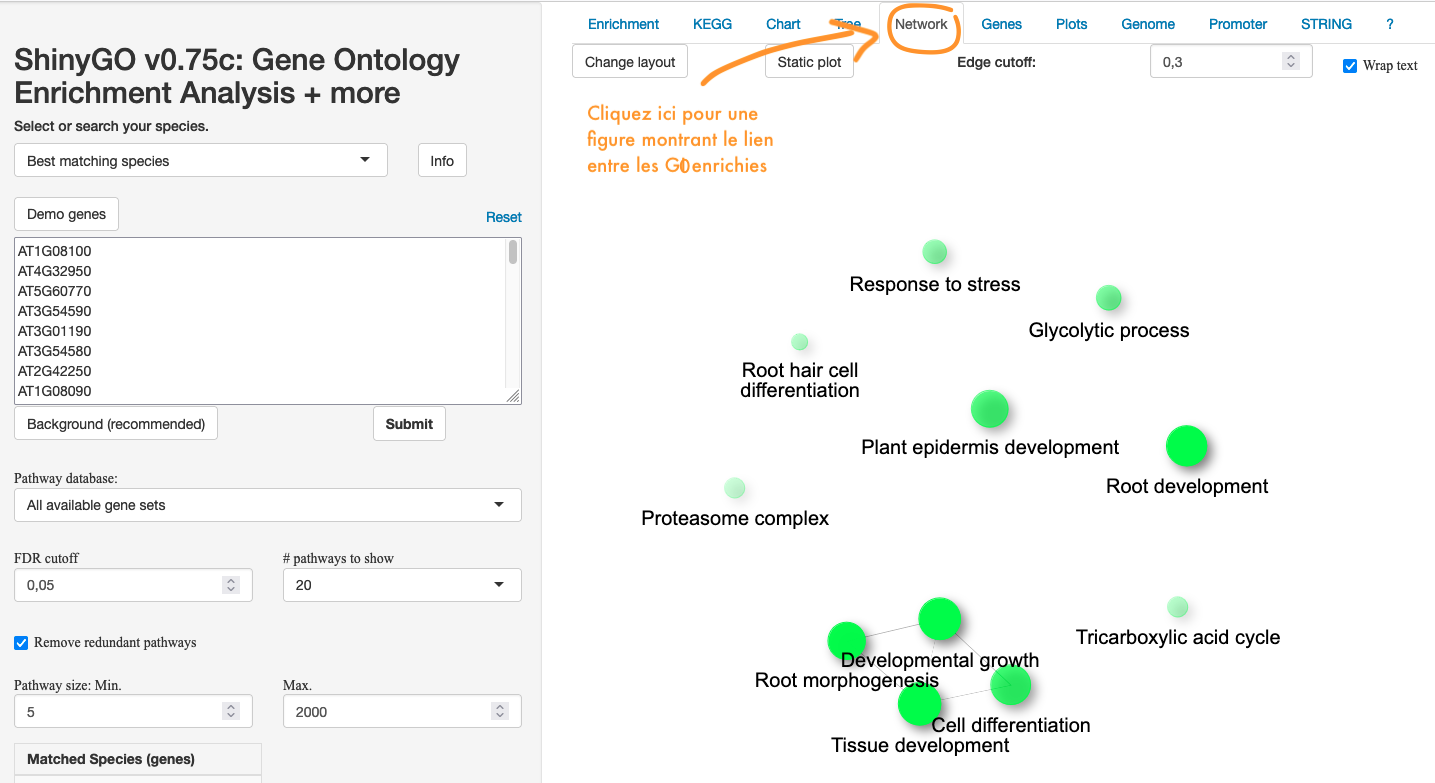 ShinyGO v0.75c: Gene Ontology
Enrichment Analysis + more
Select or search your species.
Best matching species
Info
Demo genes
Reset
AT1G08100
AT4G32950
AT5G60770
AT3G54590
AT3G01190
AT3G54580
AT2G42250
AT1G08090
Background (recommended)
Submit
Pathway database:
All available gene sets
FDR cutoff
# pathways to show
0,05
20
Remove redundant pathways
Pathway size: Min.
Max.
5
2000
Matched Species (genes)
Enrichment KEGG Chart Tree Network Genes Plots Genome Promoter STRING ?
Change layout
Static plot
Edge cutoff:
0,3
Wrap text
Cliquez ici pour une
figure montrant le lien
entre les GO enrichies
Response to stress
Glycolytic process
Root hair cell
differentiation
Plant epidermis development
Root development
Proteasome complex
Tricarboxylic acid cycle
Developmental growth
Root morphogenesis
Cell differentiation
Tissue development